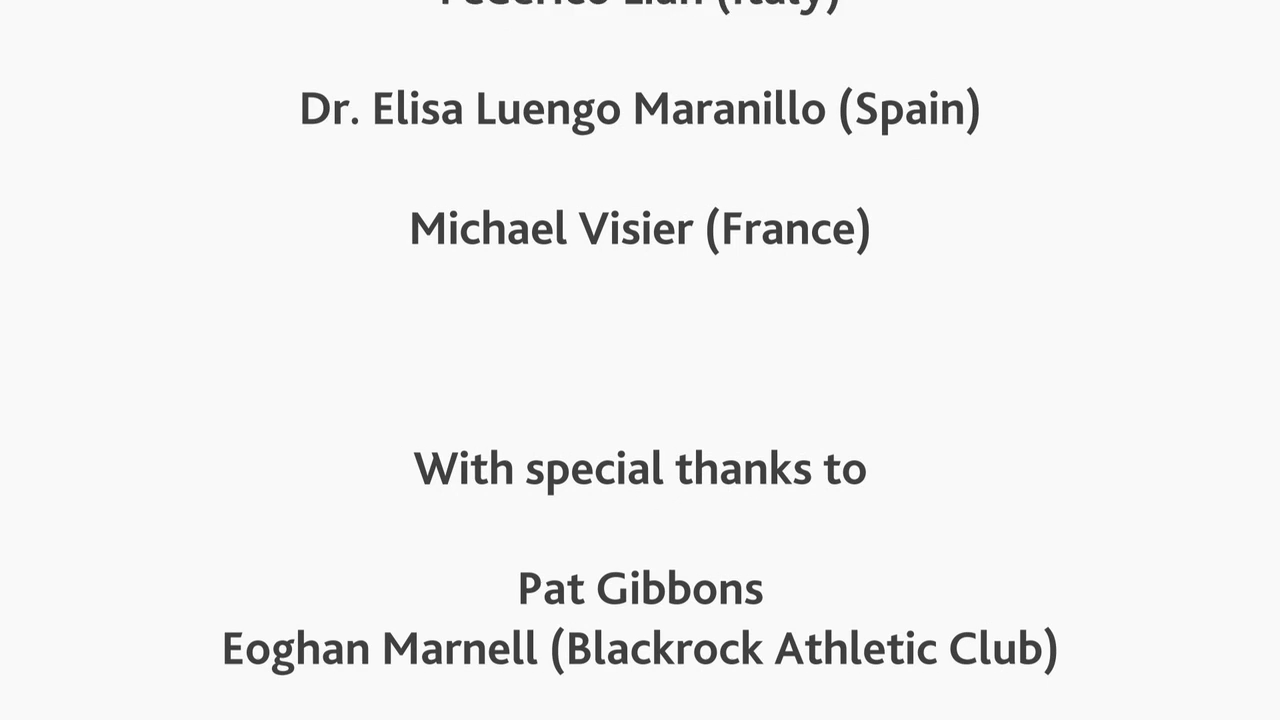 (Italy)
Dr. Elisa Luengo Maranillo (Spain)
Michael Visier (France)
With special thanks to
Pat Gibbons
Eoghan Marnell (Blackrock Athletic Club)